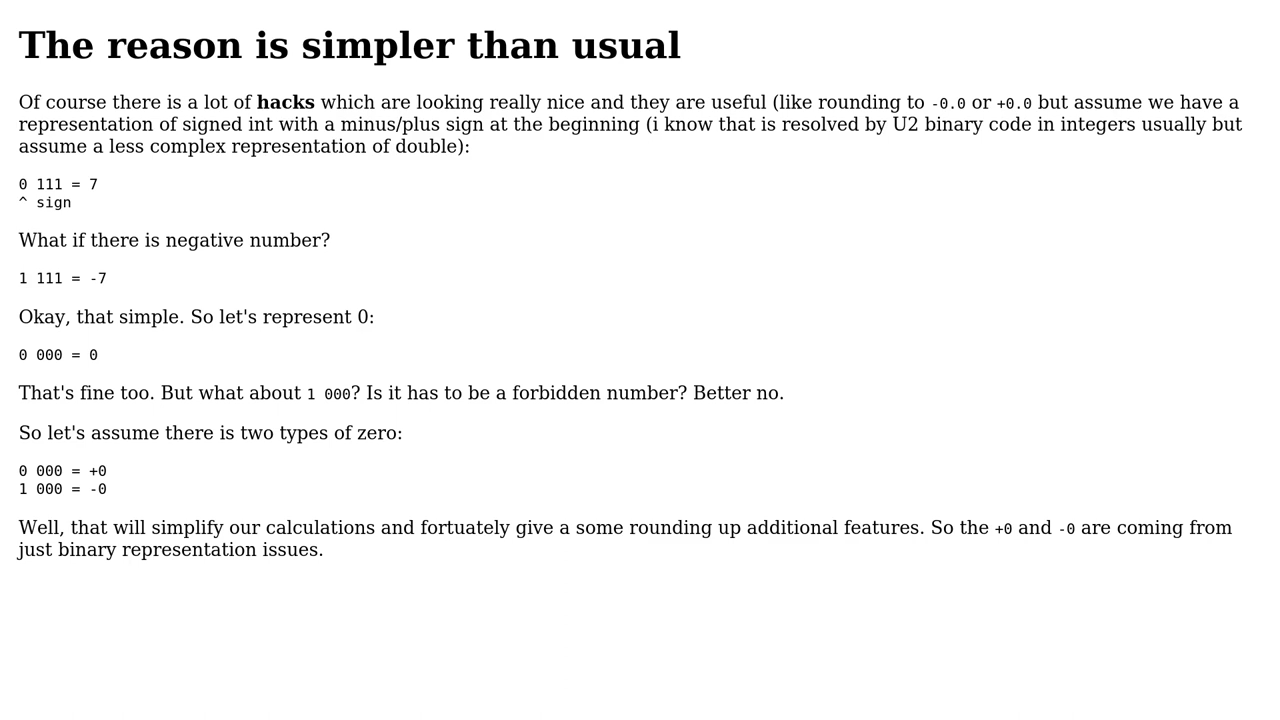 The reason is simpler than usual
Of course there is a lot of hacks which are looking really nice and they are useful (like rounding to -0.0 or +0.0 but assume we have a
representation of signed int with a minus/plus sign at the beginning (i know that is resolved by U2 binary code in integers usually but
assume a less complex representation of double):
0 111 = 7
^ sign
What if there is negative number?
1 111 = -7
Okay, that simple. So let's represent 0:
0 000 = 0
That's fine too. But what about 1 000? Is it has to be a forbidden number? Better no.
So let's assume there is two types of zero:
0 000 = +0
1 000 = -0
Well, that will simplify our calculations and fortuately give a some rounding up additional features. So the +0 and -0 are coming from
just binary representation issues.